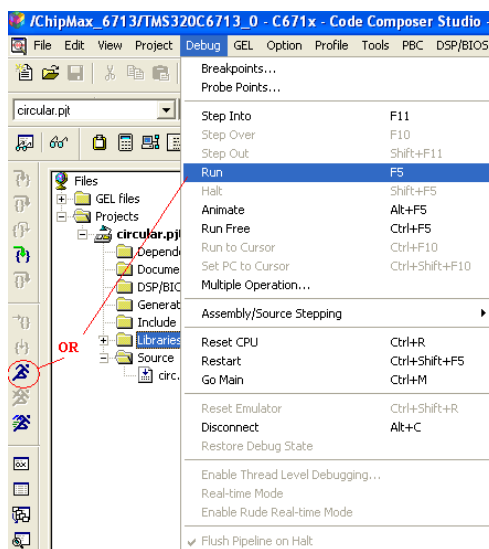 /ChipMax_6713/TMS320C6713_0 - C671x - Code Composer Studio -
File Edit View Project Debug GEL Option Profile Tools PBC DSP/BIOS
circular.pjt
Breakpoints...
Probe Points...
Step Into F11
Step Over F10
Step Out Shift+F11
Run F5
Halt Shift+F5
Animate Alt+F5
Run Free Ctrl+F5
Run to Cursor Ctrl+F10
Set PC to Cursor Ctrl+Shift+F10
Multiple Operation...
Assembly/Source Stepping
Reset CPU Ctrl+R
Restart Ctrl+Shift+F5
Go Main Ctrl+M
Reset Emulator Ctrl+Shift+R
Disconnect Alt+C
Restore Debug State
Enable Thread Level Debugging...
Real-time Mode
Enable Rude Real-time Mode
Flush Pipeline on Halt
Files
GEL files
Projects
circular.pj
Depend
Docume
DSP/BIO
Generat
Include
Libraries
Source
circ.
OR